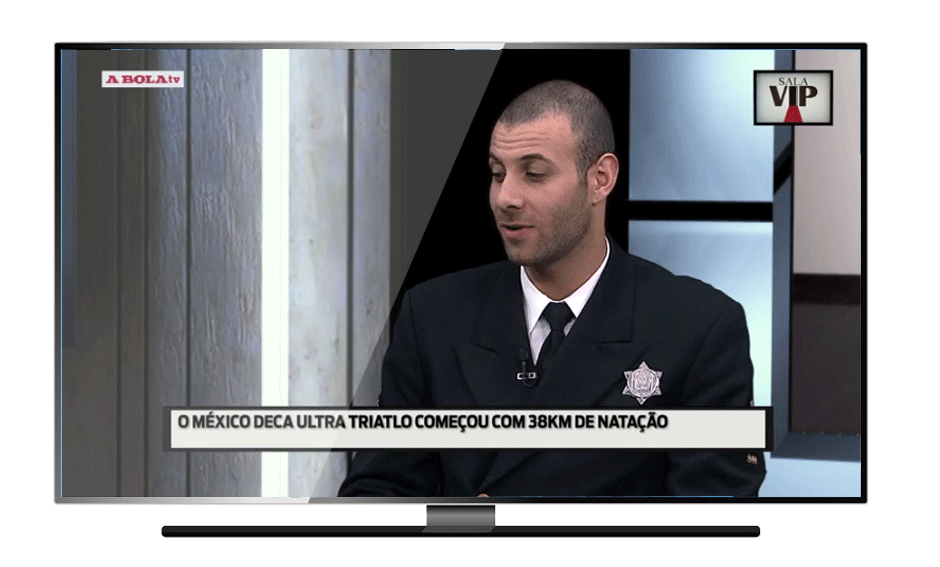 A BOLA.tv
SALA
VIP
O MÉXICO DECA ULTRA TRIATLO COMEÇOU COM 38KM DE NATAÇÃO